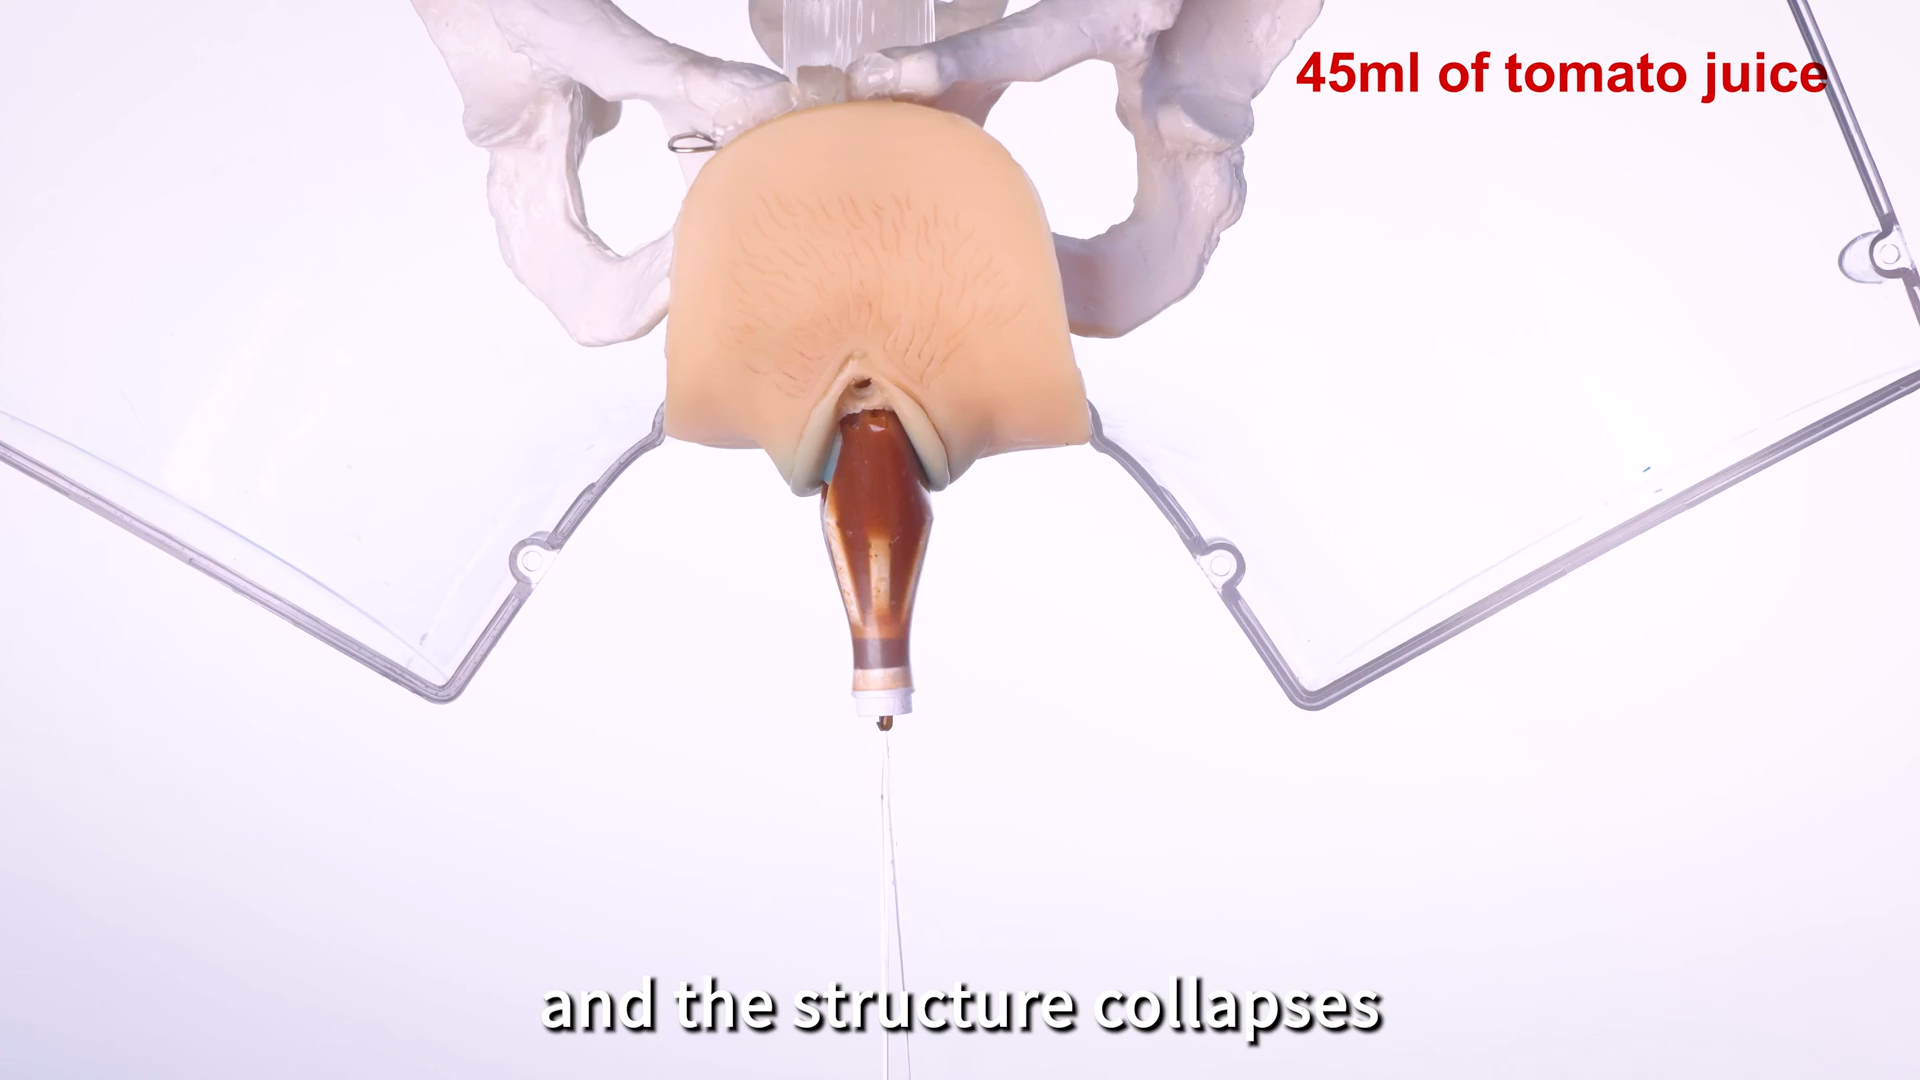 45ml of tomato juice
and the structure collapses